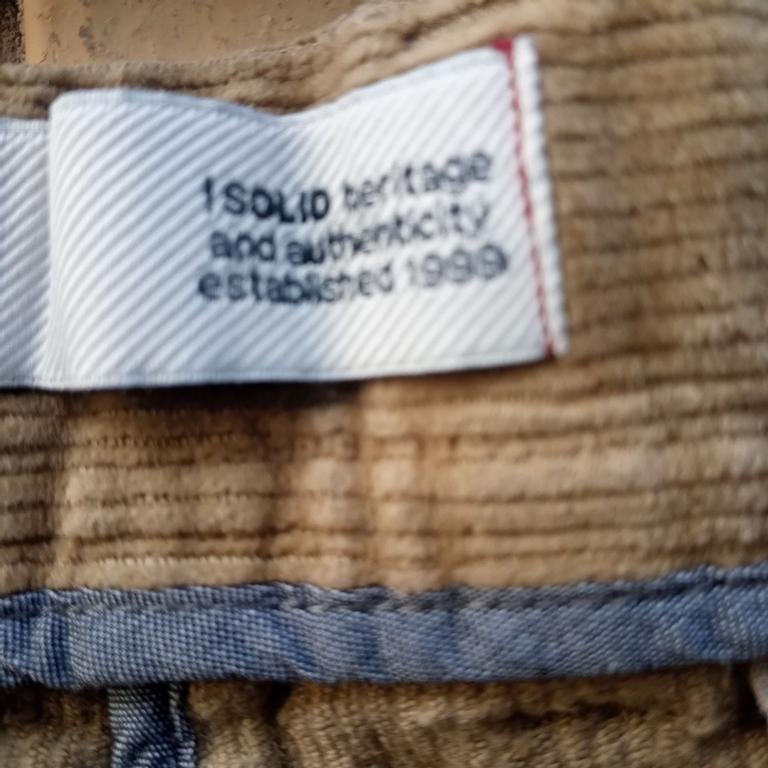 ! SOLID heritage
and authenticity
established 1999